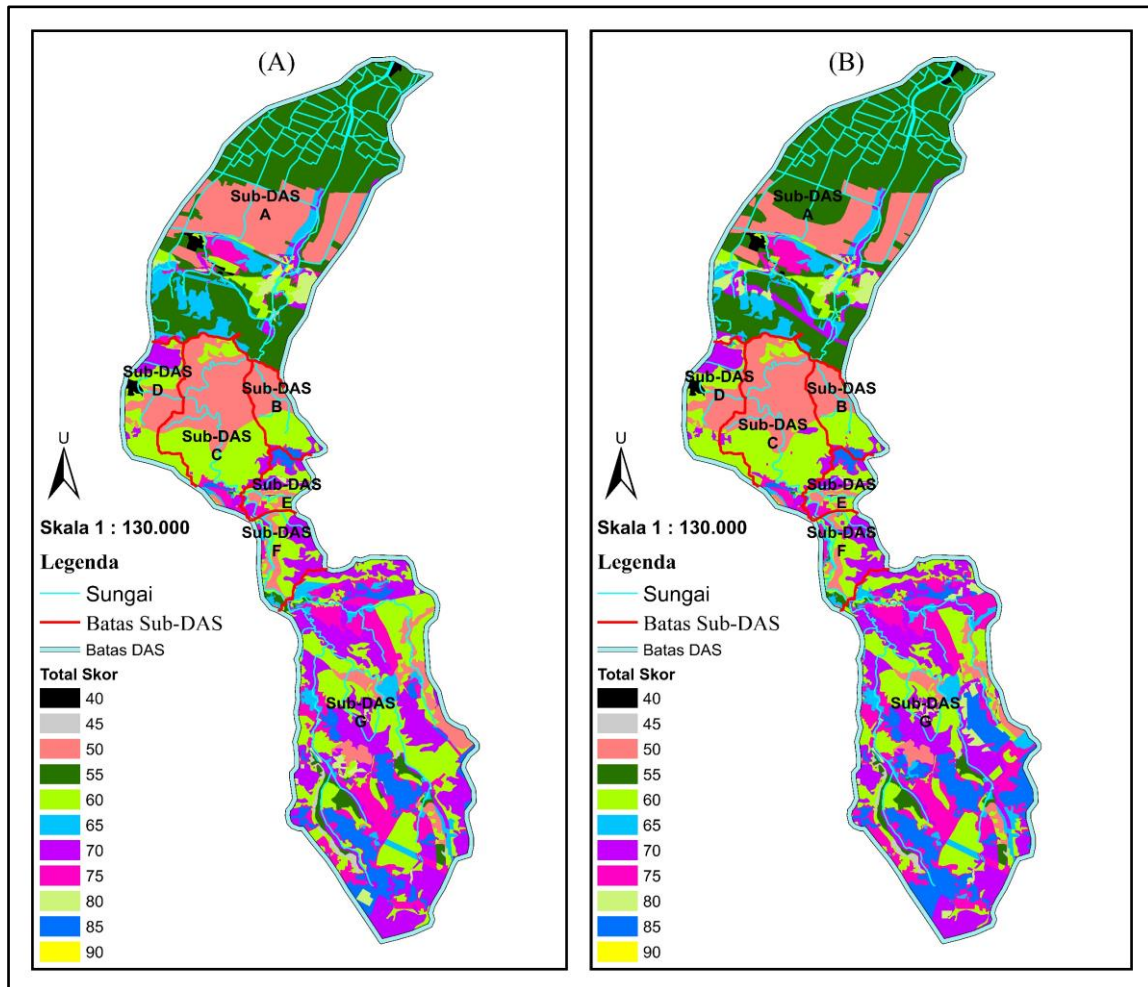 (A)
Sub-DAS
A
Sub-DAS
D
Sub-DAS
B
Sub-DAS
C
Sub-DAS
E
Sub-DAS
F
Sub-DAS
G
U
Skala 1 : 130.000
Legenda
Sungai
Batas Sub-DAS
Batas DAS
Total Skor
40
45
50
55
60
65
70
75
80
85
90
(B)
Sub-DAS
A
Sub-DAS
D
Sub-DAS
B
Sub-DAS
C
Sub-DAS
E
Sub-DAS
F
Sub-DAS
G
U
Skala 1 : 130.000
Legenda
Sungai
Batas Sub-DAS
Batas DAS
Total Skor
40
45
50
55
60
65
70
75
80
85
90